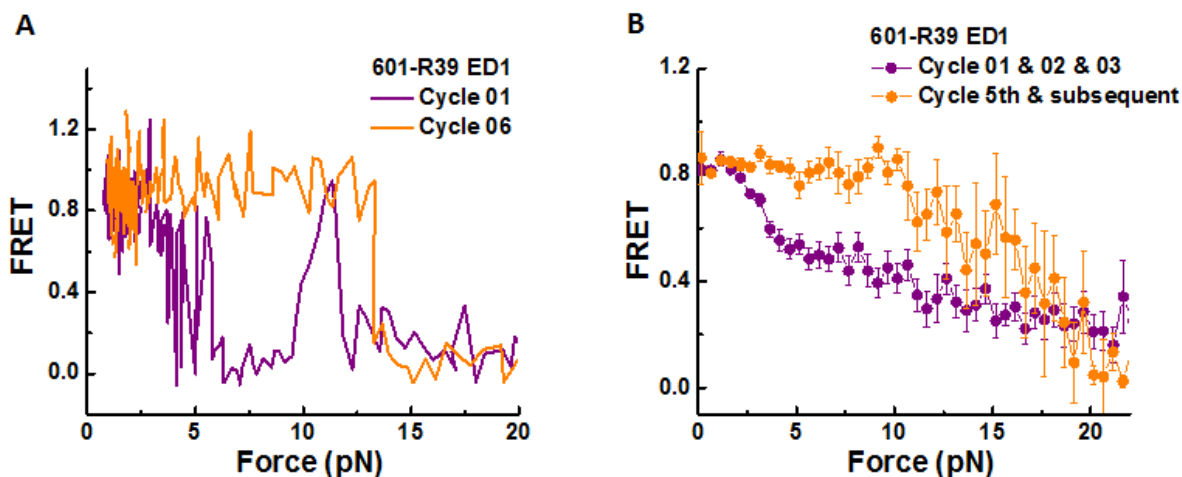 A
601-R39 ED1
Cycle 01
Cycle 06
FRET
1.2
0.8
0.4
0.0
0 5 10 15 20
Force (pN)
B
601-R39 ED1
Cycle 01 & 02 & 03
Cycle 5th & subsequent
FRET
1.2
0.8
0.4
0.0
0 5 10 15 20
Force (pN)